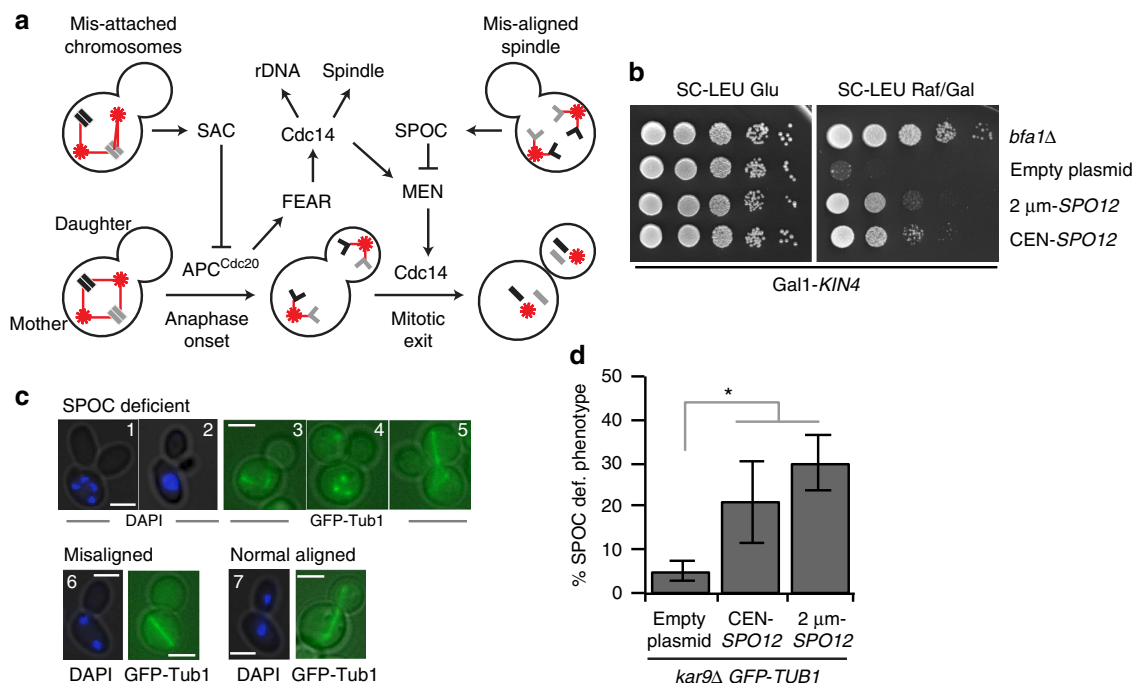 a
Mis-attached
chromosomes
Mis-aligned
spindle
rDNA
Spindle
SAC
Cdc14
SPOC
MEN
FEAR
Daughter
APC^Cdc20
Cdc14
Mother
Anaphase
onset
Mitotic
exit
b
SC-LEU Glu
SC-LEU Raf/Gal
bfa1Δ
Empty plasmid
2 μm-SPO12
CEN-SPO12
Gal1-KIN4
c
SPOC deficient
1
2
3
4
5
DAPI
GFP-Tub1
Misaligned
Normal aligned
6
7
DAPI GFP-Tub1
DAPI GFP-Tub1
d
% SPOC def. phenotype
50
40
30
20
10
0
*
Empty
plasmid
CEN-
SPO12
2 μm-
SPO12
kar9Δ GFP-TUB1